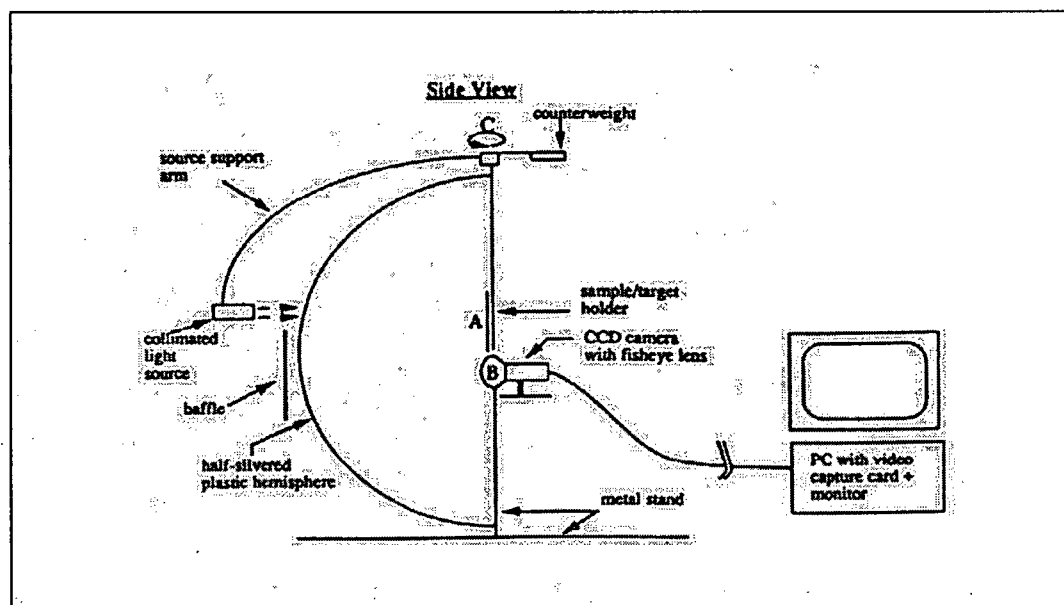 Side View
C
counterweight
source support
arm
sample/target
holder
A
CCD camera
with fisheye lens
B
collimated
light
source
baffle
half-silvered
plastic hemisphere
metal stand
PC with video
capture card +
monitor